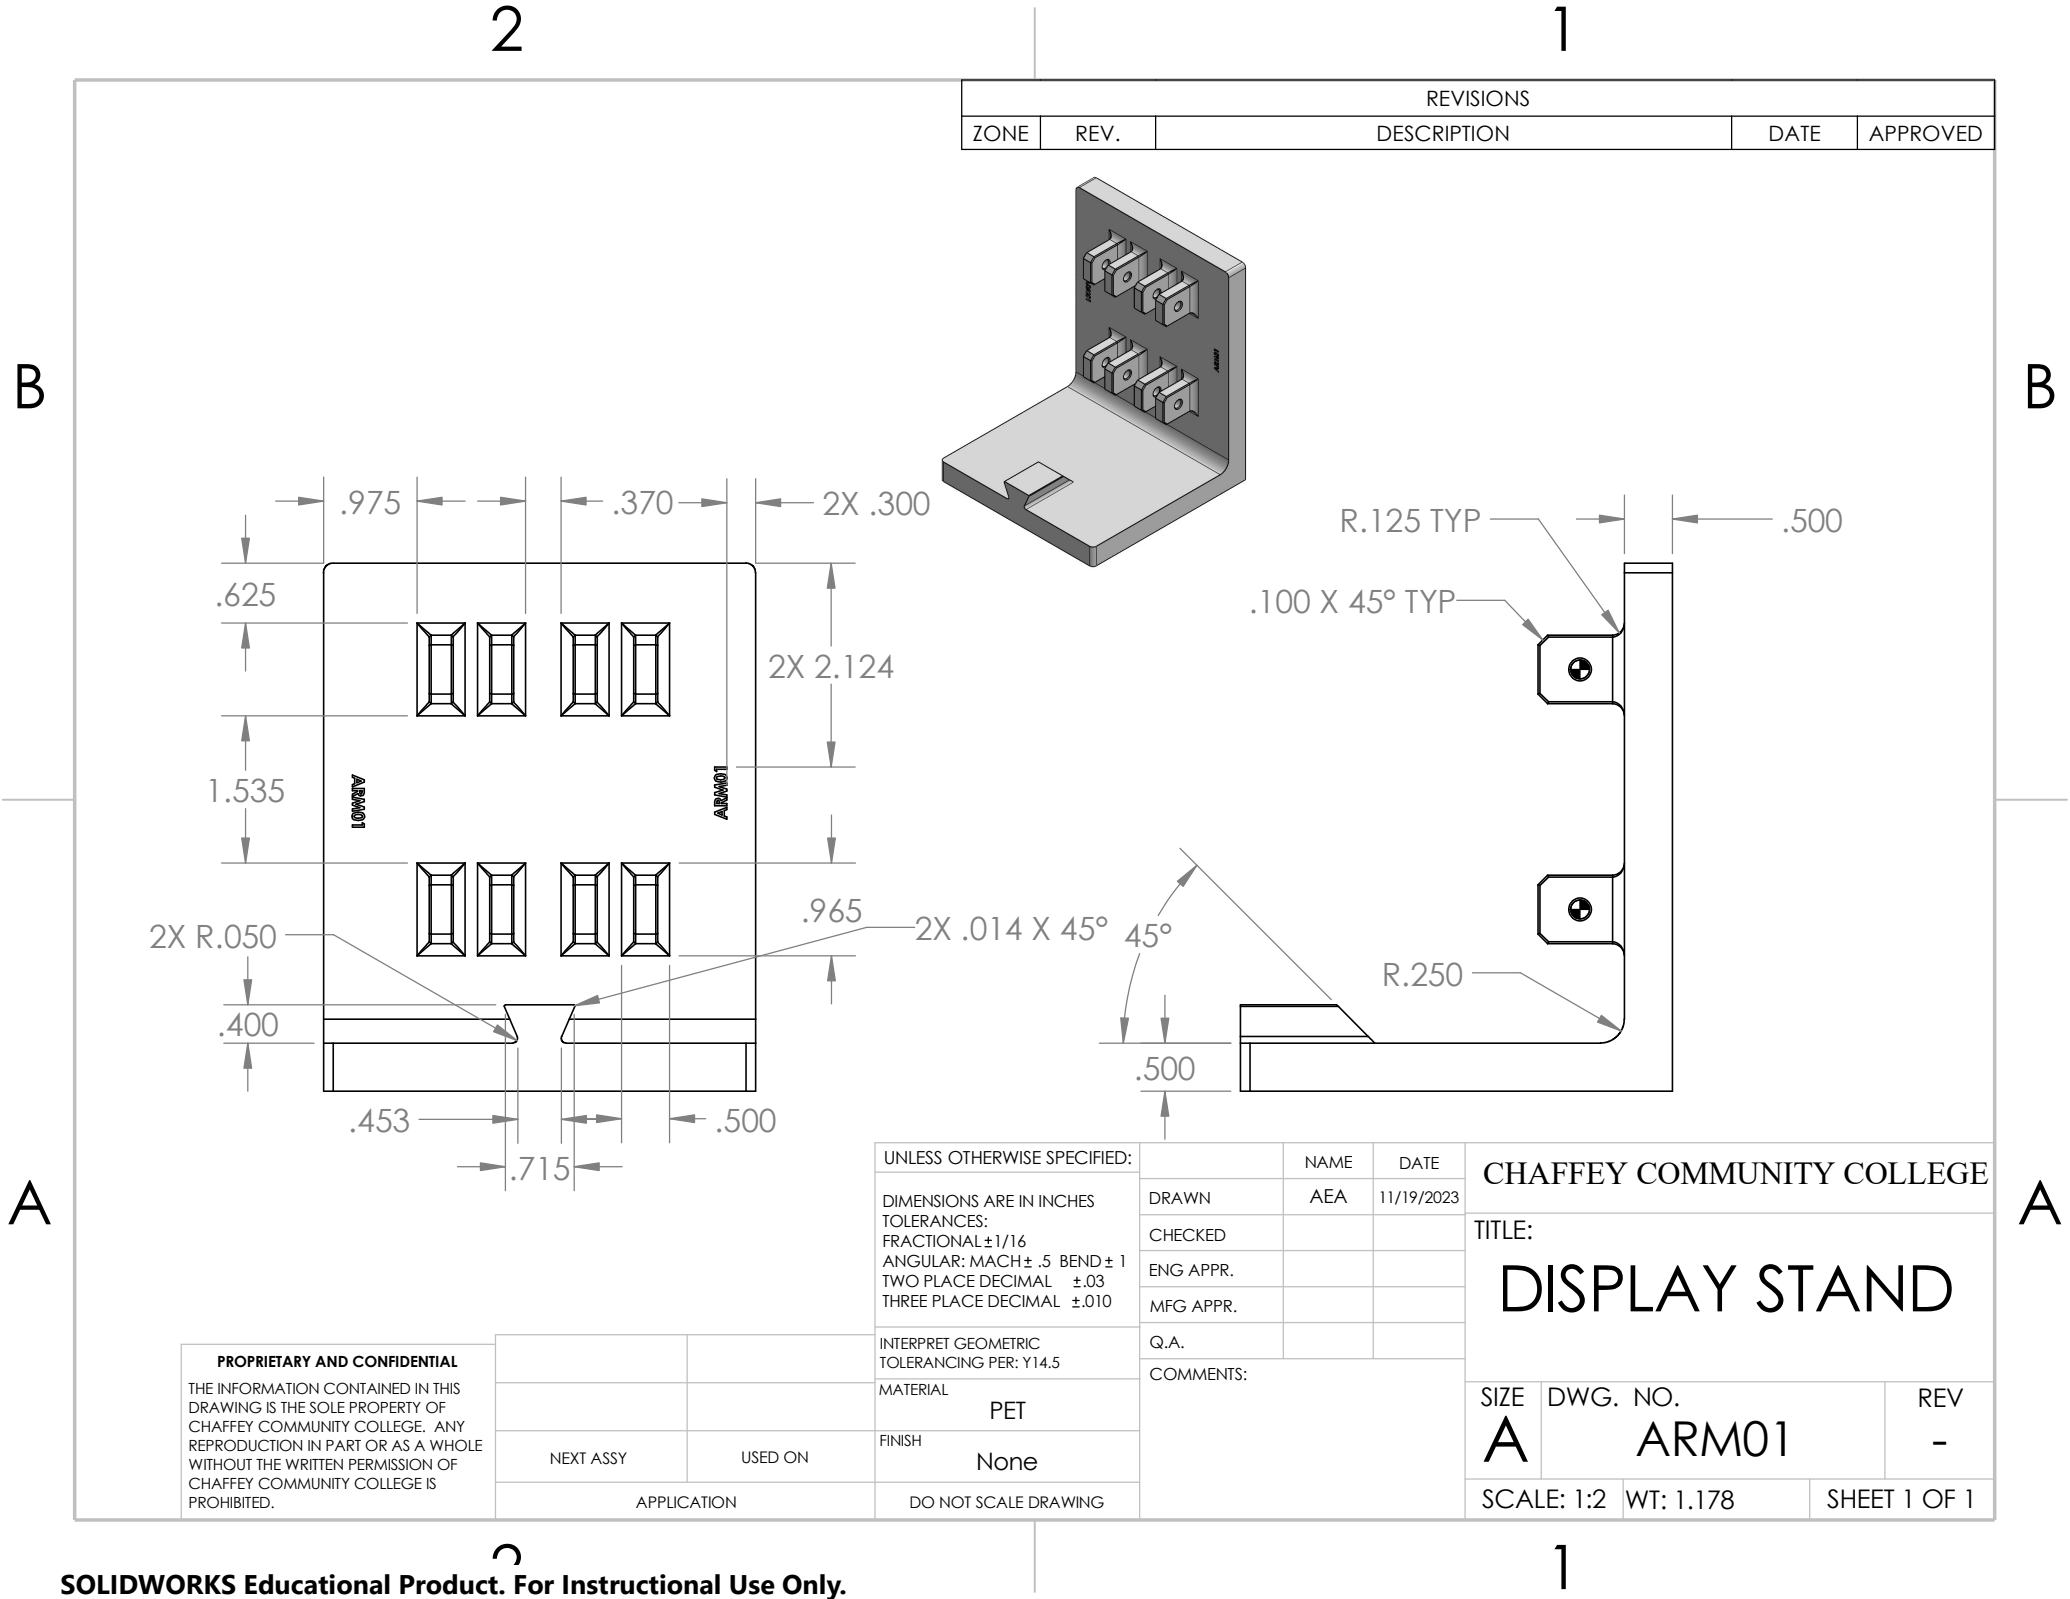 2
1
REVISIONS
ZONE REV. DESCRIPTION DATE APPROVED
B
B
.975
.370
2X .300
R.125 TYP
.500
.625
.100 X 45° TYP
2X 2.124
1.535
ARM01
ARM01
.965
2X R.050
2X .014 X 45°
45°
R.250
.400
.500
.453
.500
.715
A
A
UNLESS OTHERWISE SPECIFIED:
DIMENSIONS ARE IN INCHES
TOLERANCES:
FRACTIONAL ±1/16
ANGULAR: MACH± .5 BEND ± 1
TWO PLACE DECIMAL ±.03
THREE PLACE DECIMAL ±.010
INTERPRET GEOMETRIC
TOLERANCING PER: Y14.5
MATERIAL
PET
FINISH
None
DO NOT SCALE DRAWING
NAME DATE
DRAWN AEA 11/19/2023
CHECKED
ENG APPR.
MFG APPR.
Q.A.
COMMENTS:
CHAFFEY COMMUNITY COLLEGE
TITLE:
DISPLAY STAND
SIZE DWG. NO. REV
A ARM01 -
SCALE: 1:2 WT: 1.178 SHEET 1 OF 1
PROPRIETARY AND CONFIDENTIAL
THE INFORMATION CONTAINED IN THIS
DRAWING IS THE SOLE PROPERTY OF
CHAFFEY COMMUNITY COLLEGE. ANY
REPRODUCTION IN PART OR AS A WHOLE
WITHOUT THE WRITTEN PERMISSION OF
CHAFFEY COMMUNITY COLLEGE IS
PROHIBITED.
NEXT ASSY USED ON
APPLICATION
2
1
SOLIDWORKS Educational Product. For Instructional Use Only.